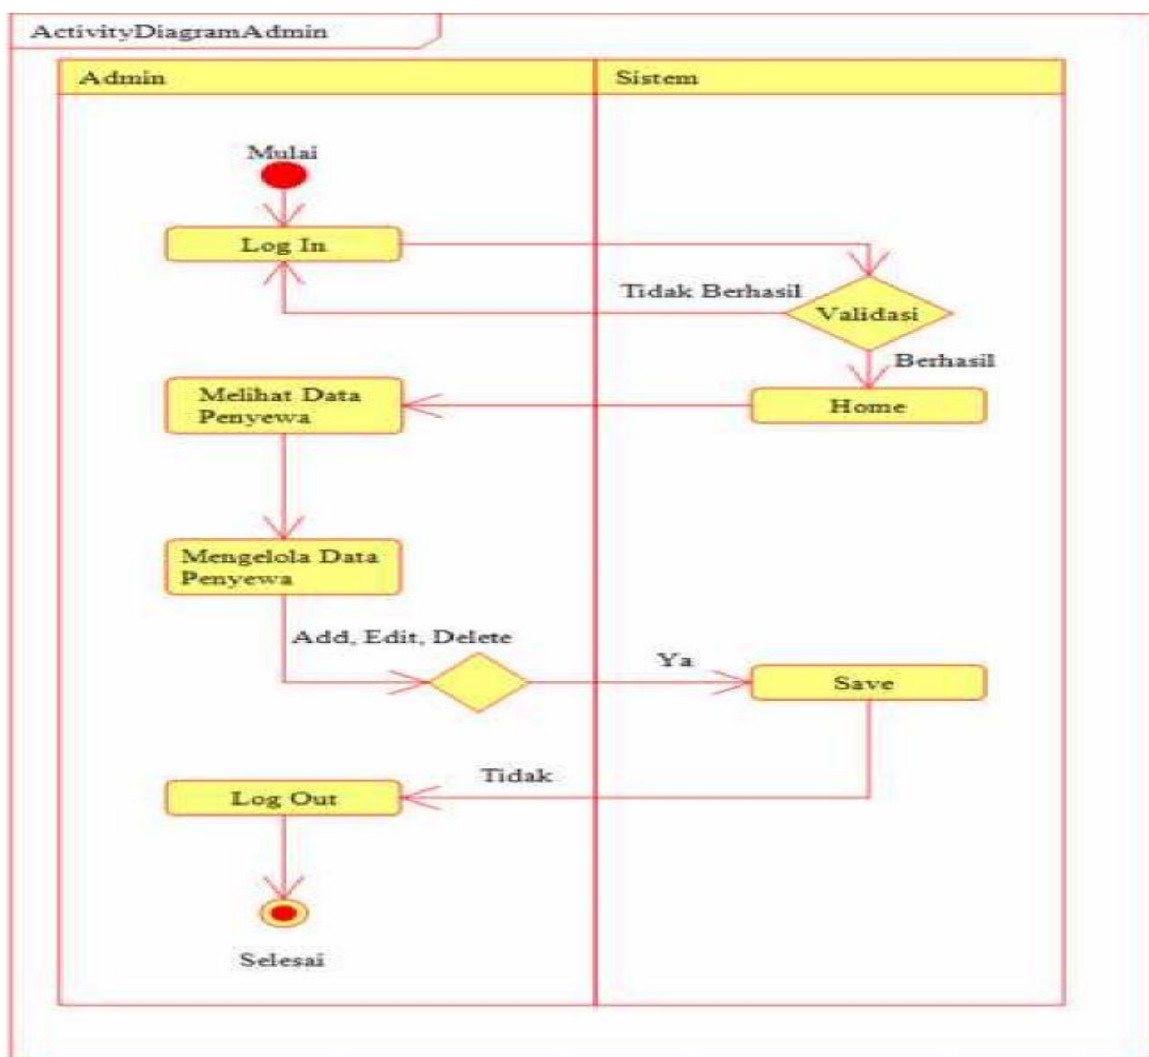 ActivityDiagramAdmin
Admin
Sistem
Mulai
Log In
Tidak Berhasil
Validasi
Berhasil
Melihat Data
Penyewa
Home
Mengelola Data
Penyewa
Add, Edit, Delete
Ya
Save
Tidak
Log Out
Selesai